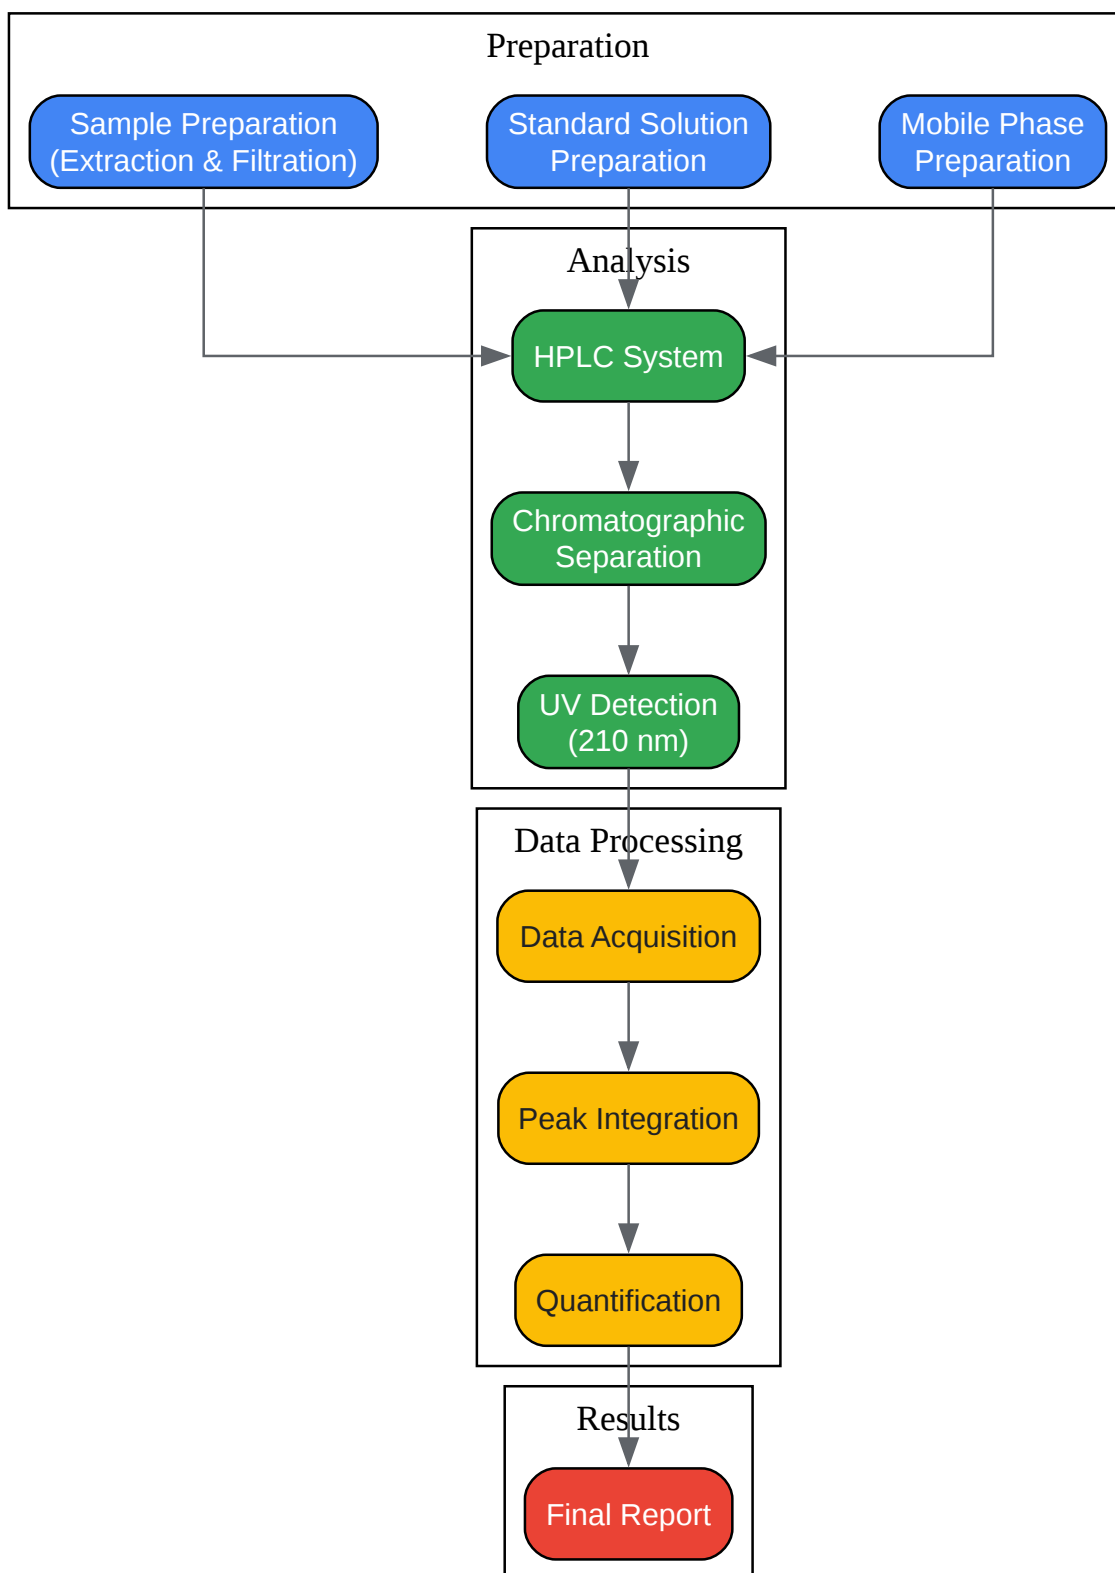 Preparation
Sample Preparation
(Extraction & Filtration)
Standard Solution
Preparation
Mobile Phase
Preparation
Analysis
HPLC System
Chromatographic
Separation
UV Detection
(210 nm)
Data Processing
Data Acquisition
Peak Integration
Quantification
Results
Final Report